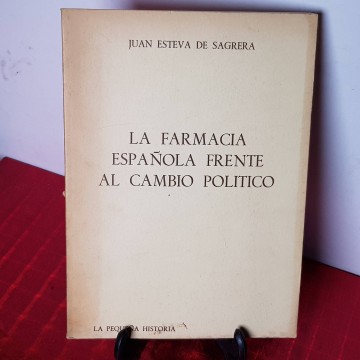 JUAN ESTEVA DE SAGRERA
LA FARMACIA
ESPAÑOLA FRENTE
AL CAMBIO POLITICO
LA PEQUEÑA HISTORIA